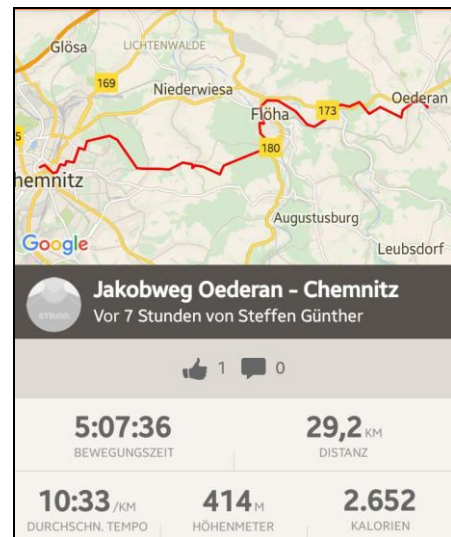 Glösa
LICHTENWALDE
169
Niederwiesa
Flöha
173
Oederan
5
180
hemnitz
Augustusburg
Google
Leubsdorf
Jakobweg Oederan - Chemnitz
STRAVA
Vor 7 Stunden von Steffen Günther
1 0
5:07:36 29,2 KM
BEWEGUNGSZEIT DISTANZ
10:33 /KM 414 M 2.652
DURCHSCHN. TEMPO HÖHENMETER KALORIEN